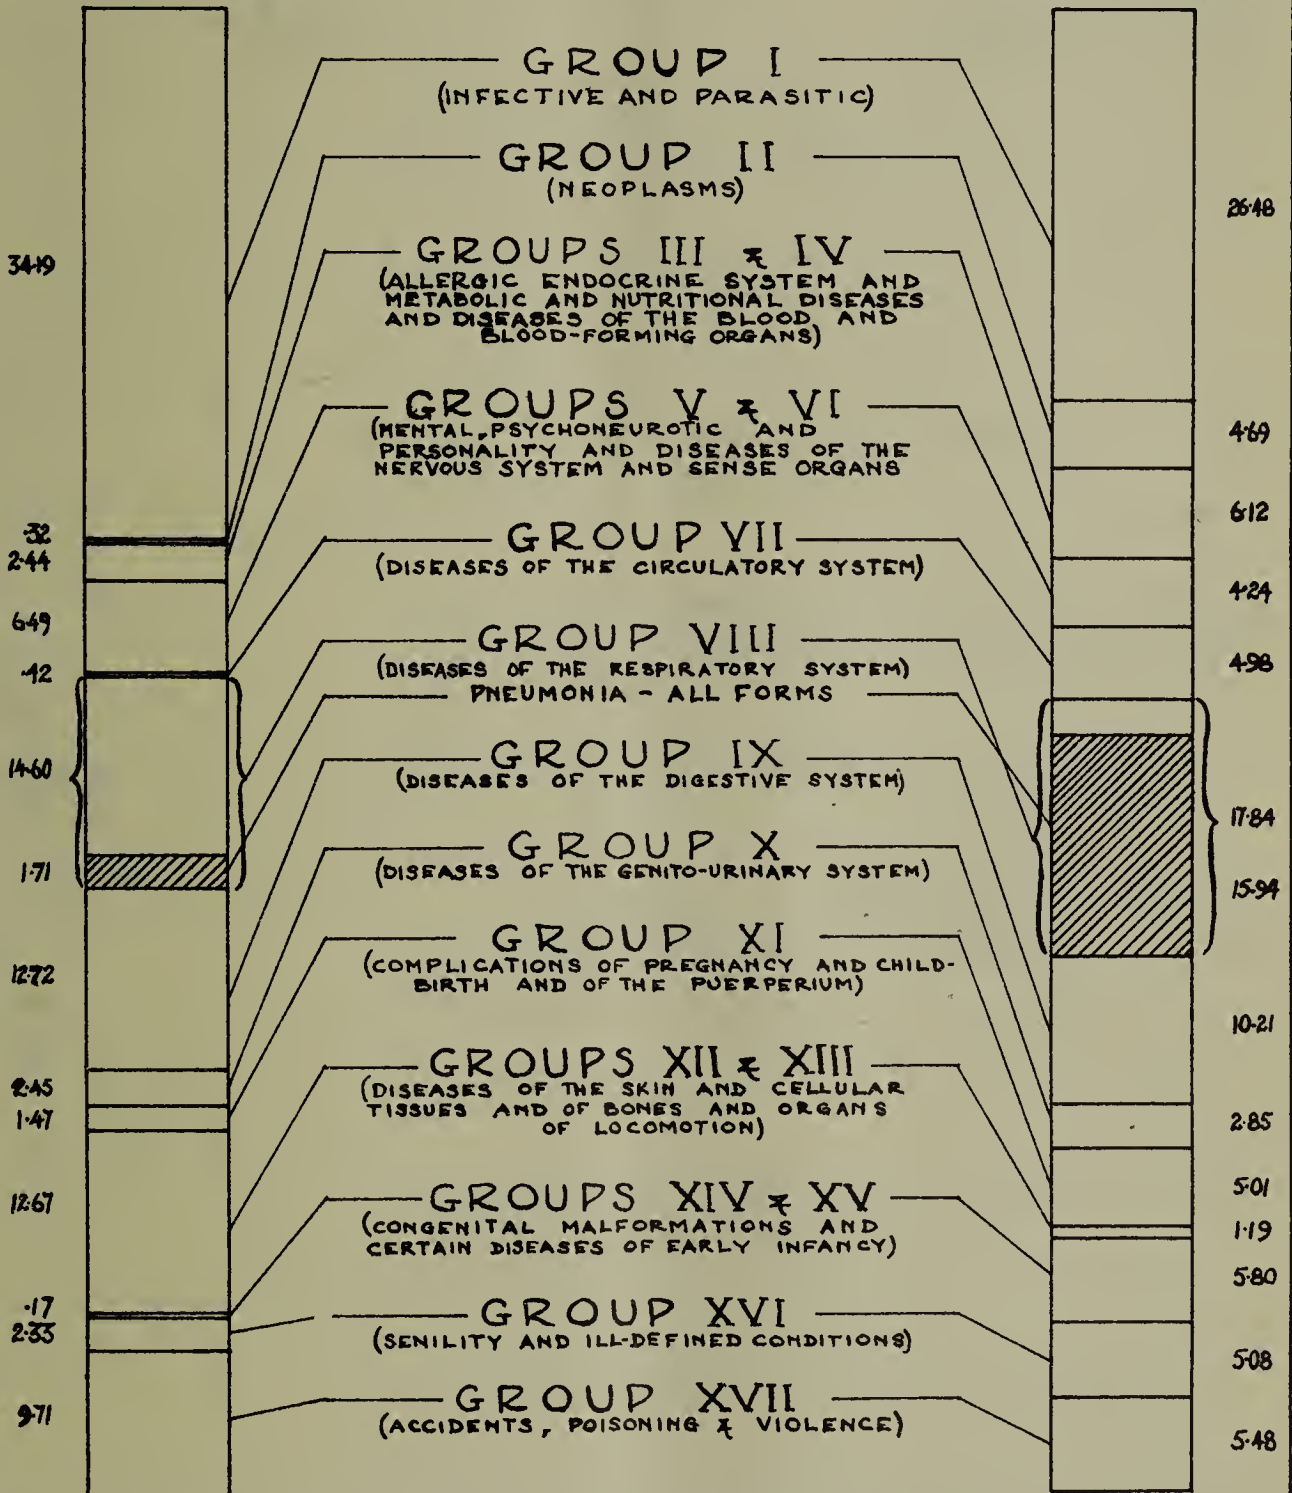 GROUP I
(INFECTIVE AND PARASITIC)
GROUP II
(NEOPLASMS)
GROUPS III & IV
(ALLERGIC ENDOCRINE SYSTEM AND
METABOLIC AND NUTRITIONAL DISEASES
AND DISEASES OF THE BLOOD AND
BLOOD-FORMING ORGANS)
GROUPS V & VI
(MENTAL, PSYCHONEUROTIC AND
PERSONALITY AND DISEASES OF THE
NERVOUS SYSTEM AND SENSE ORGANS
GROUP VII
(DISEASES OF THE CIRCULATORY SYSTEM)
GROUP VIII
(DISEASES OF THE RESPIRATORY SYSTEM)
PNEUMONIA - ALL FORMS
GROUP IX
(DISEASES OF THE DIGESTIVE SYSTEM)
GROUP X
(DISEASES OF THE GENITO-URINARY SYSTEM)
GROUP XI
(COMPLICATIONS OF PREGNANCY AND CHILD-
BIRTH AND OF THE PUERPERIUM)
GROUPS XII & XIII
(DISEASES OF THE SKIN AND CELLULAR
TISSUES AND OF BONES AND ORGANS
OF LOCOMOTION)
GROUPS XIV & XV
(CONGENITAL MALFORMATIONS AND
CERTAIN DISEASES OF EARLY INFANCY)
GROUP XVI
(SENILITY AND ILL-DEFINED CONDITIONS)
GROUP XVII
(ACCIDENTS, POISONING & VIOLENCE)
34·19
·32
2·44
6·49
·42
14·60
1·71
12·72
2·45
1·47
12·67
·17
2·33
9·71
26·48
4·69
6·12
4·24
4·98
17·84
15·94
10·21
2·85
5·01
1·19
5·80
5·08
5·48